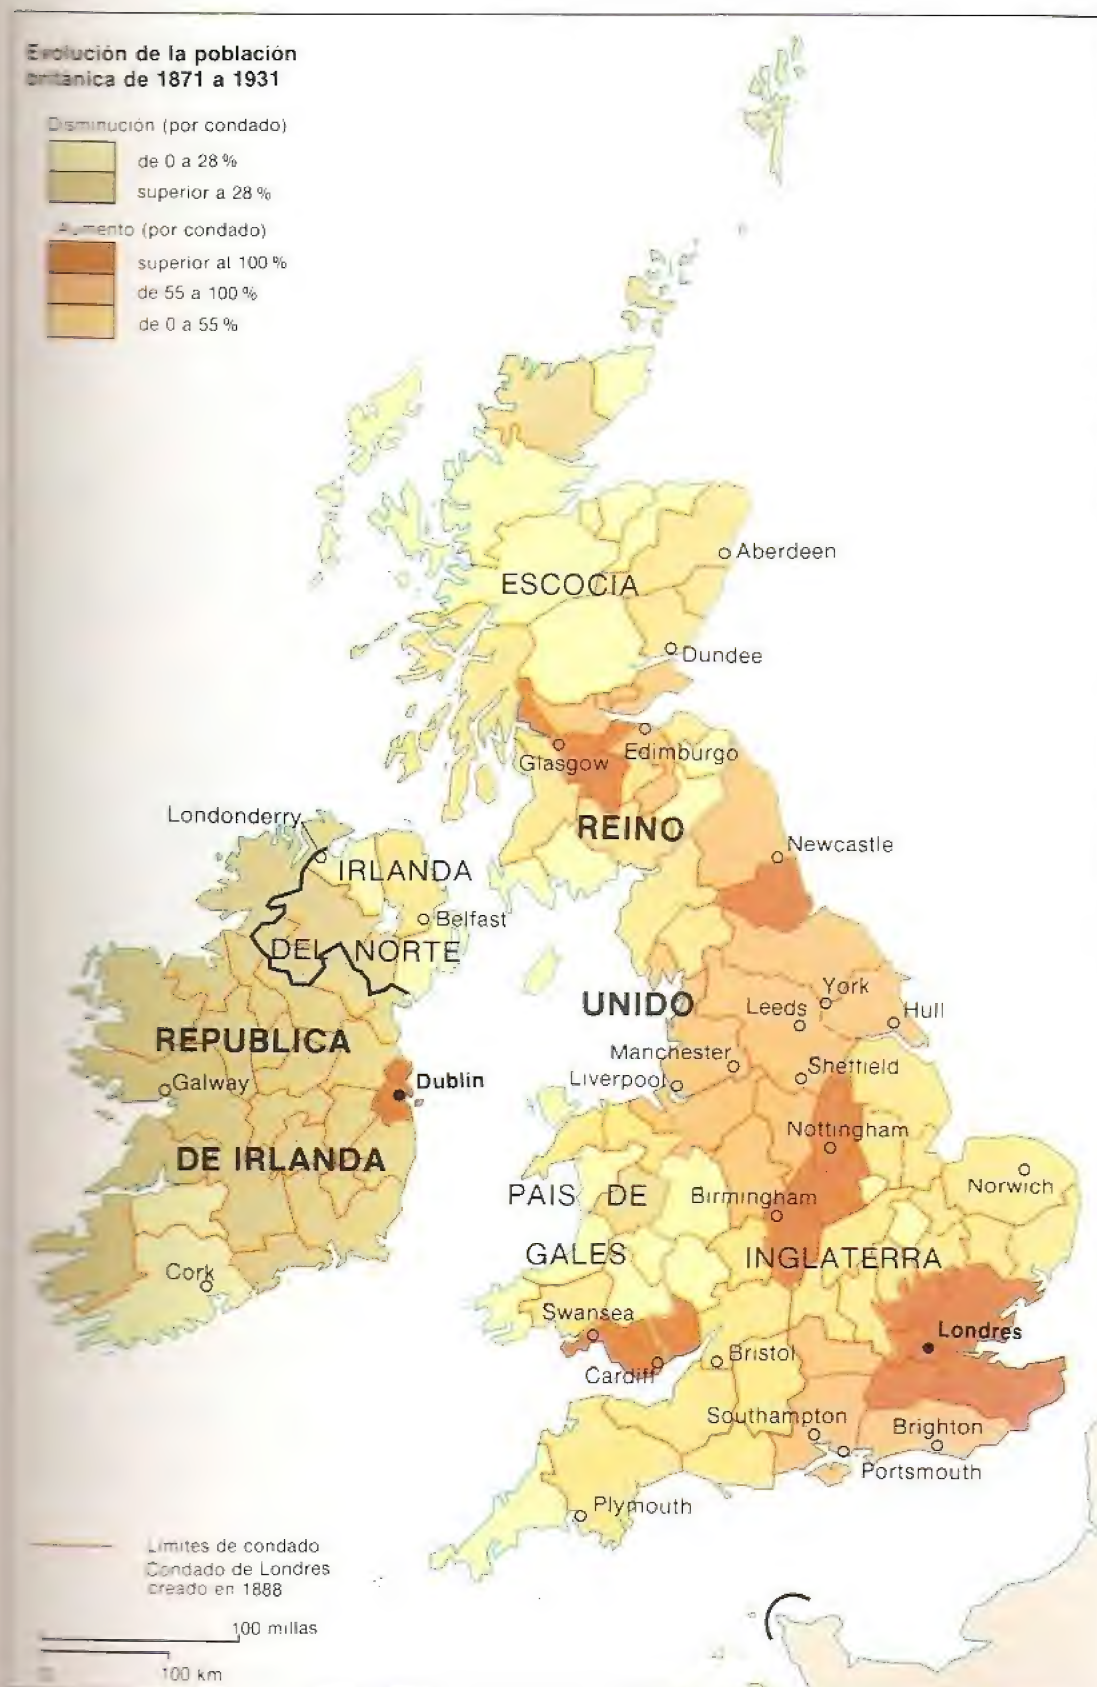 Evolución de la población
británica de 1871 a 1931
Disminución (por condado)
de 0 a 28 %
superior a 28 %
Aumento (por condado)
superior al 100 %
de 55 a 100 %
de 0 a 55 %
Aberdeen
ESCOCIA
Dundee
Edimburgo
Glasgow
Londonderry
REINO
Newcastle
IRLANDA
Belfast
DEL NORTE
UNIDO
York
Leeds
Hull
REPUBLICA
Manchester
Sheffield
Liverpool
Galway
Dublin
Nottingham
DE IRLANDA
Norwich
PAIS DE
Birmingham
GALES
INGLATERRA
Cork
Swansea
Londres
Bristol
Cardiff
Southampton
Brighton
Portsmouth
Plymouth
Límites de condado
Condado de Londres
creado en 1888
100 millas
100 km